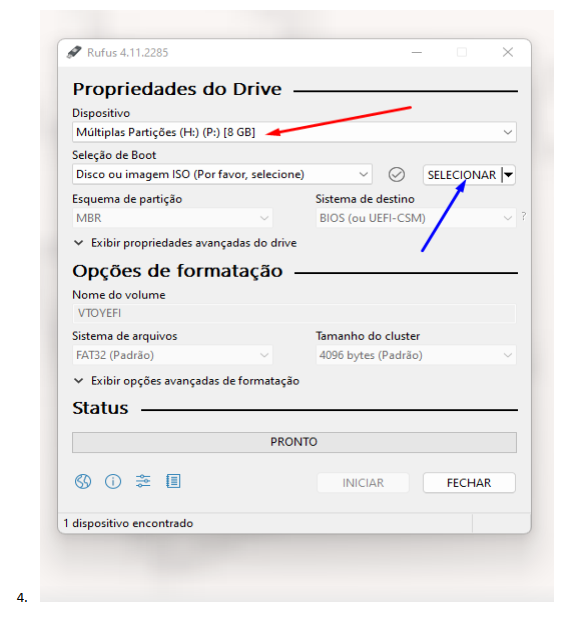 Rufus 4.11.2285
Propriedades do Drive
Dispositivo
Múltiplas Partições (H:) (P:) [8 GB]
Seleção de Boot
Disco ou imagem ISO (Por favor, selecione)
SELECIONAR
Esquema de partição
Sistema de destino
MBR
BIOS (ou UEFI-CSM)
?
Exibir propriedades avançadas do drive
Opções de formatação
Nome do volume
VTOYEFI
Sistema de arquivos
Tamanho do cluster
FAT32 (Padrão)
4096 bytes (Padrão)
Exibir opções avançadas de formatação
Status
PRONTO
INICIAR
FECHAR
1 dispositivo encontrado
4.